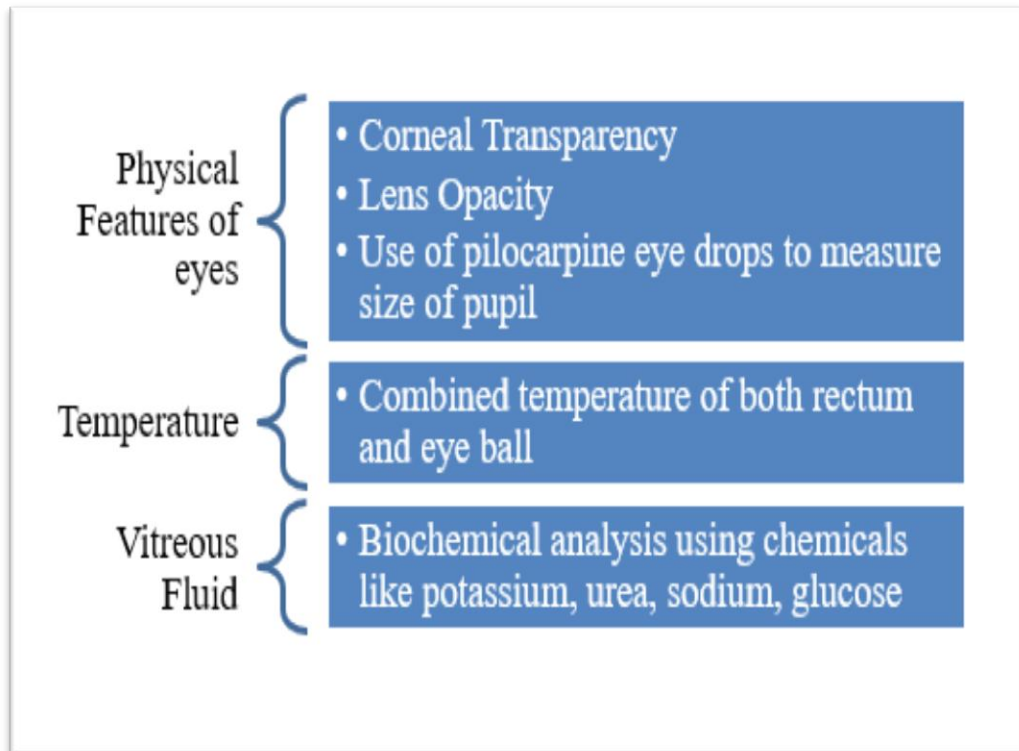 Physical
Features of
eyes
• Corneal Transparency
• Lens Opacity
• Use of pilocarpine eye drops to measure
size of pupil
Temperature
• Combined temperature of both rectum
and eye ball
Vitreous
Fluid
• Biochemical analysis using chemicals
like potassium, urea, sodium, glucose